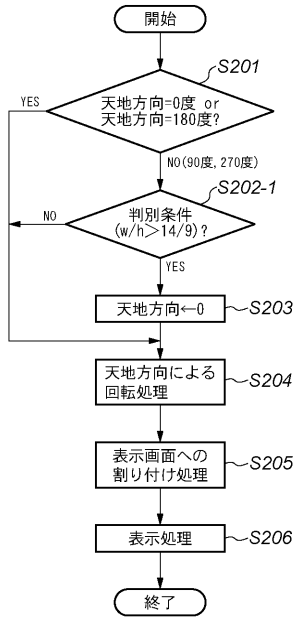 開始
S201
天地方向=0度 or
天地方向=180度?
YES
NO(90度, 270度)
S202-1
判別条件
(w/h>14/9)?
NO
YES
天地方向←0
S203
天地方向による
回転処理
S204
表示画面への
割り付け処理
S205
表示処理
S206
終了